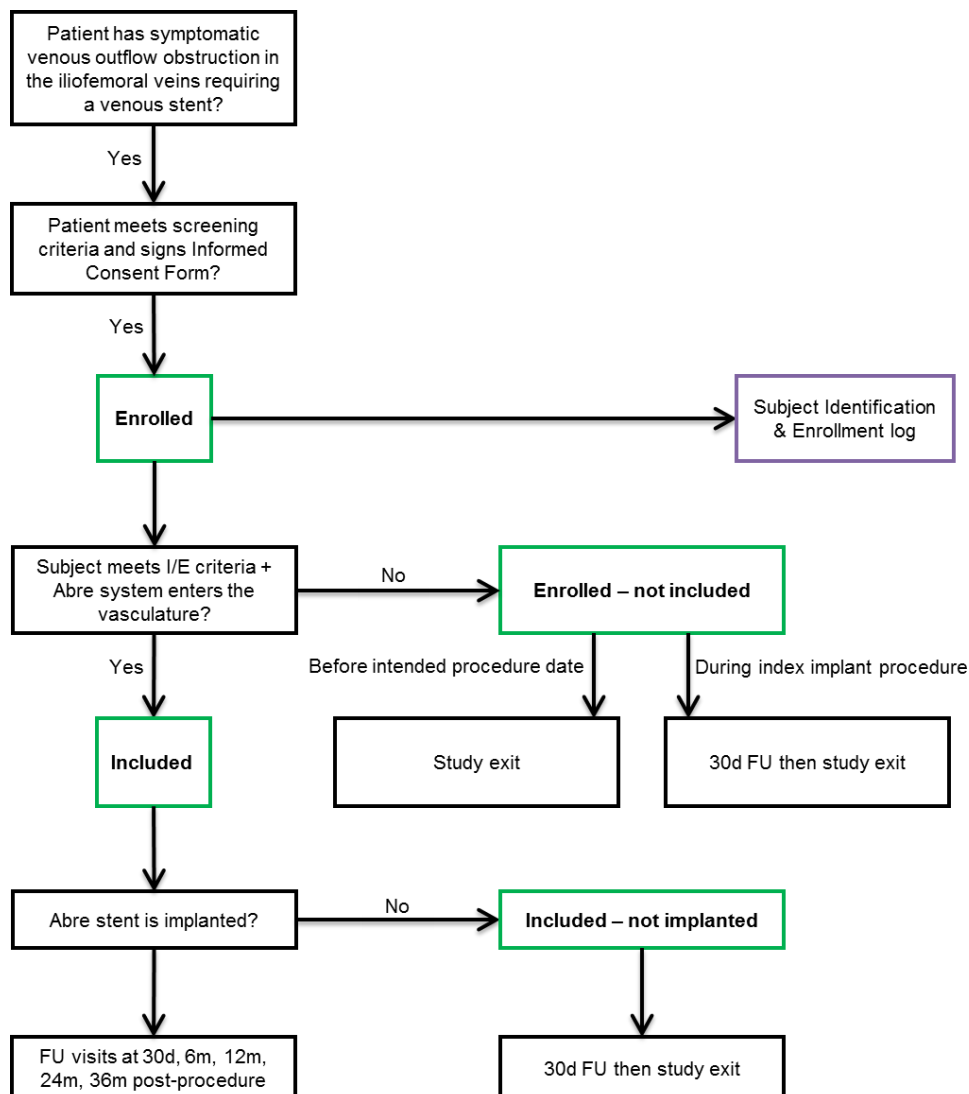 Patient has symptomatic
venous outflow obstruction in
the iliofemoral veins requiring
a venous stent?
Yes
Patient meets screening
criteria and signs Informed
Consent Form?
Yes
Enrolled
Subject Identification
& Enrollment log
Subject meets I/E criteria +
Abre system enters the
vasculature?
No
Enrolled – not included
Yes
Before intended procedure date
During index implant procedure
Included
Study exit
30d FU then study exit
Abre stent is implanted?
No
Included – not implanted
FU visits at 30d, 6m, 12m,
24m, 36m post-procedure
30d FU then study exit